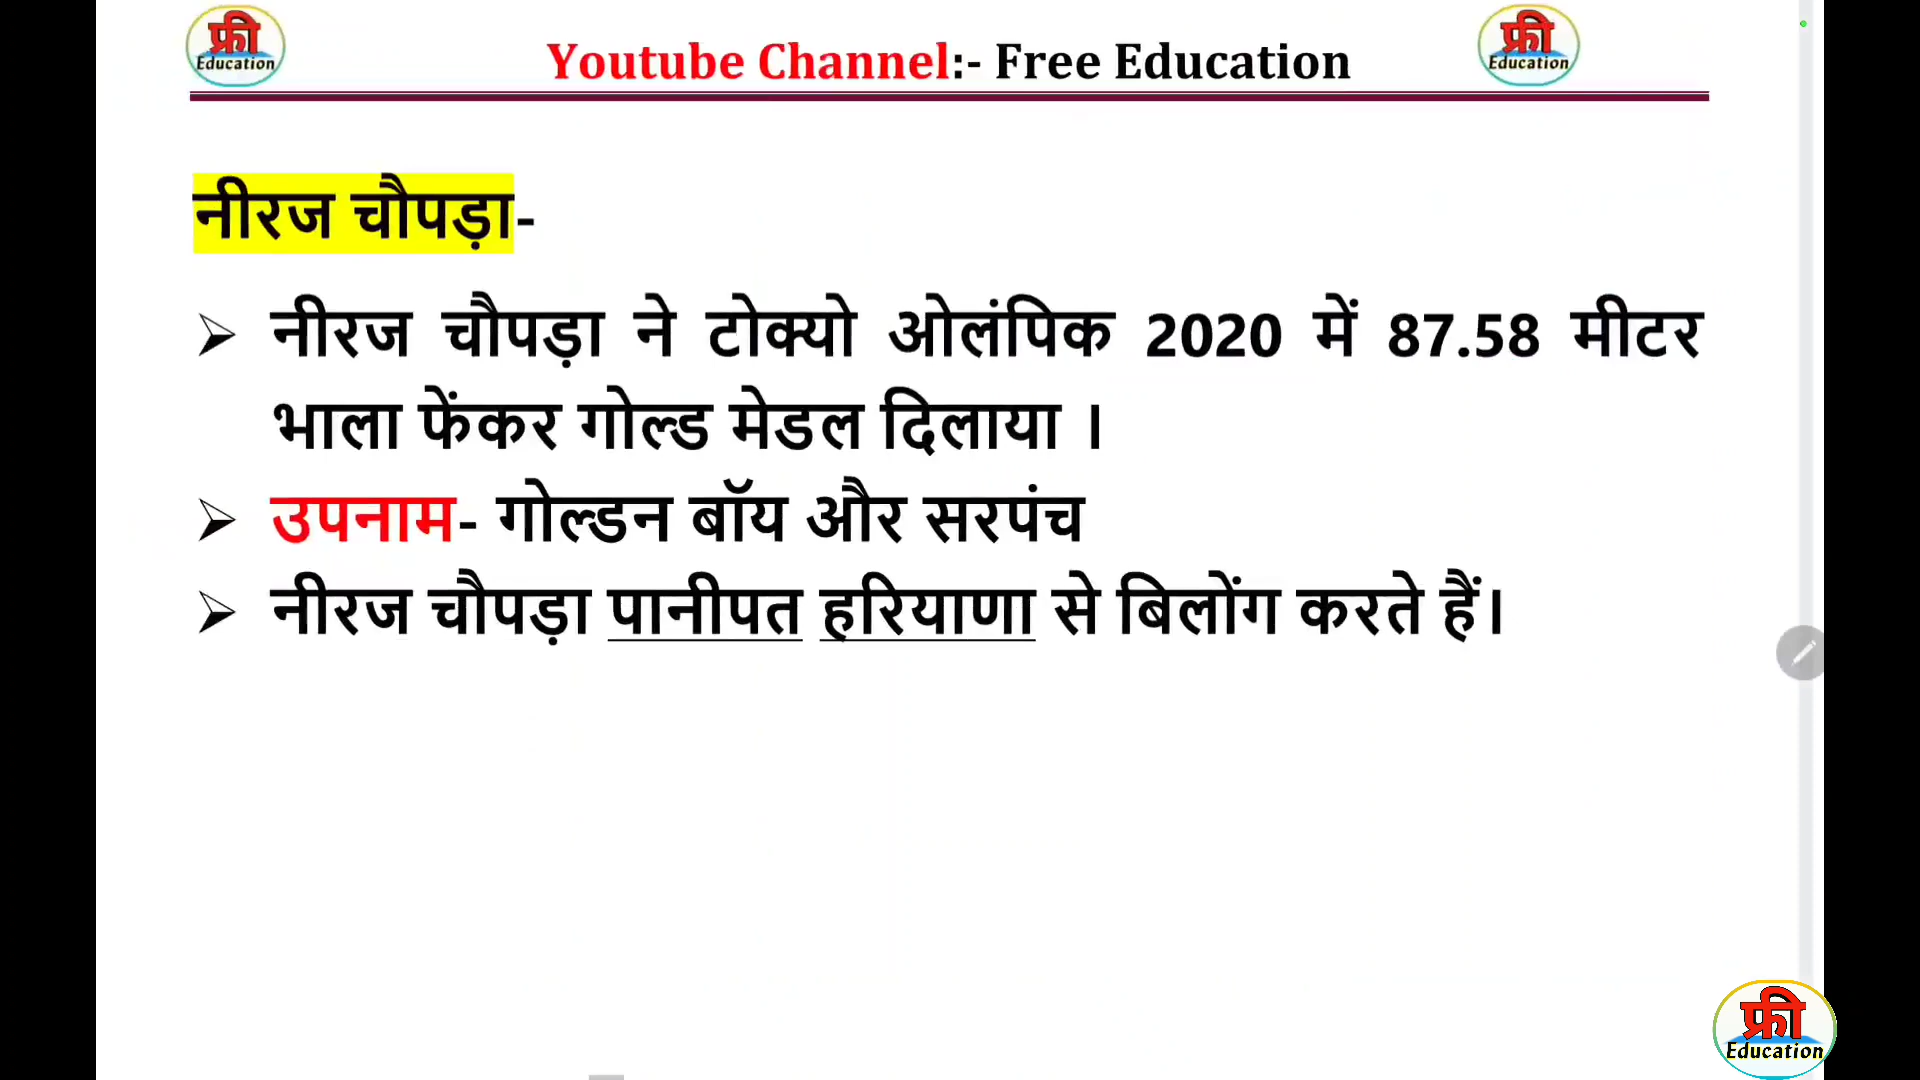 फ्री
Education
Youtube Channel:- Free Education
फ्री
Education
नीरज चौपड़ा-
➢ नीरज चौपड़ा ने टोक्यो ओलंपिक 2020 में 87.58 मीटर
भाला फेंकर गोल्ड मेडल दिलाया ।
➢ उपनाम- गोल्डन बॉय और सरपंच
➢ नीरज चौपड़ा पानीपत हरियाणा से बिलोंग करते हैं।
फ्री
Education